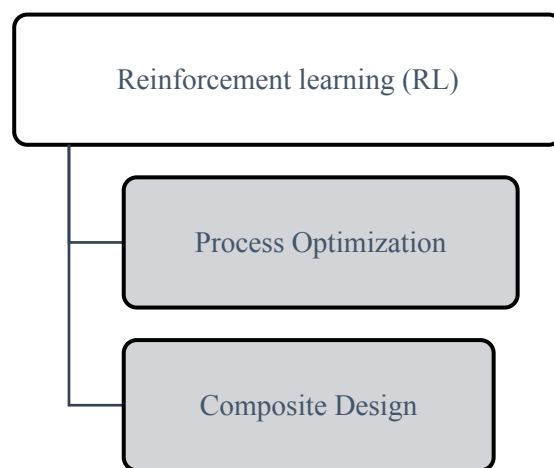 Reinforcement learning (RL)
Process Optimization
Composite Design